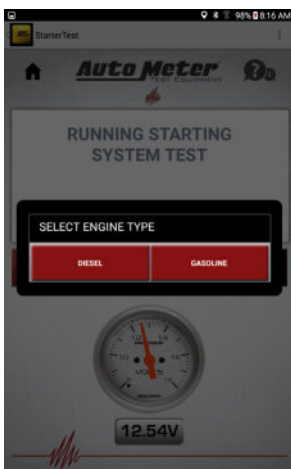 98% 8:16 AM
StarterTest
Auto Meter
TEST EQUIPMENT
RUNNING STARTING
SYSTEM TEST
SELECT ENGINE TYPE
DIESEL GASOLINE
VOLTS
12.54V